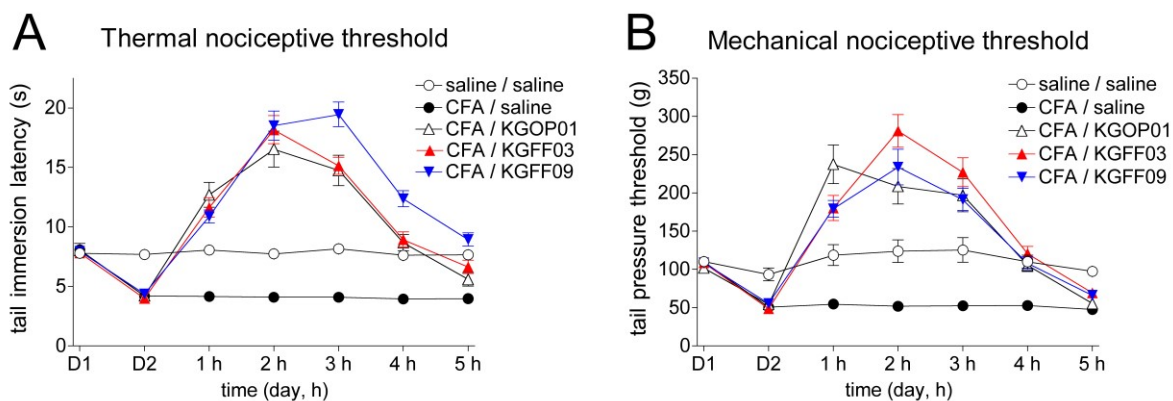 A
Thermal nociceptive threshold
tail immersion latency (s)
20
15
10
5
0
saline / saline
CFA / saline
CFA / KGOP01
CFA / KGFF03
CFA / KGFF09
D1 D2 1 h 2 h 3 h 4 h 5 h
time (day, h)
B
Mechanical nociceptive threshold
tail pressure threshold (g)
350
300
250
200
150
100
50
0
saline / saline
CFA / saline
CFA / KGOP01
CFA / KGFF03
CFA / KGFF09
D1 D2 1 h 2 h 3 h 4 h 5 h
time (day, h)